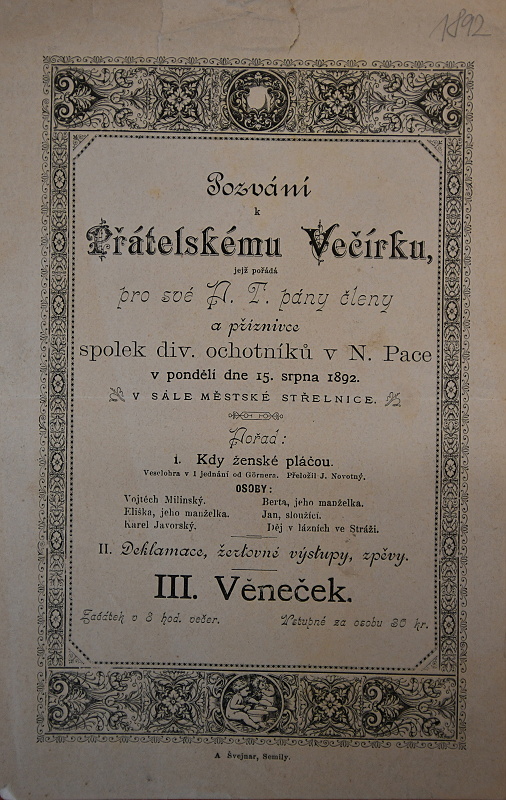 1892
Pozvání
k
Přátelskému Večírku,
jejž pořádá
pro své P. T. pány členy
a příznivce
spolek div. ochotníků v N. Pace
v pondělí dne 15. srpna 1892.
V SÁLE MĚSTSKÉ STŘELNICE.
Pořad:
1. Kdy ženské pláčou.
Veselohra v 1 jednání od Görnera. Přeložil J. Novotný.
OSOBY:
Vojtěch Milinský. Berta, jeho manželka.
Eliška, jeho manželka. Jan, sloužící.
Karel Javorský. Děj v lázních ve Stráži.
II. Deklamace, žertovné výstupy, zpěvy.
III. Věneček.
Začátek v 8 hod. večer. Vstupné za osobu 30 kr.
A Švejnar, Semily.